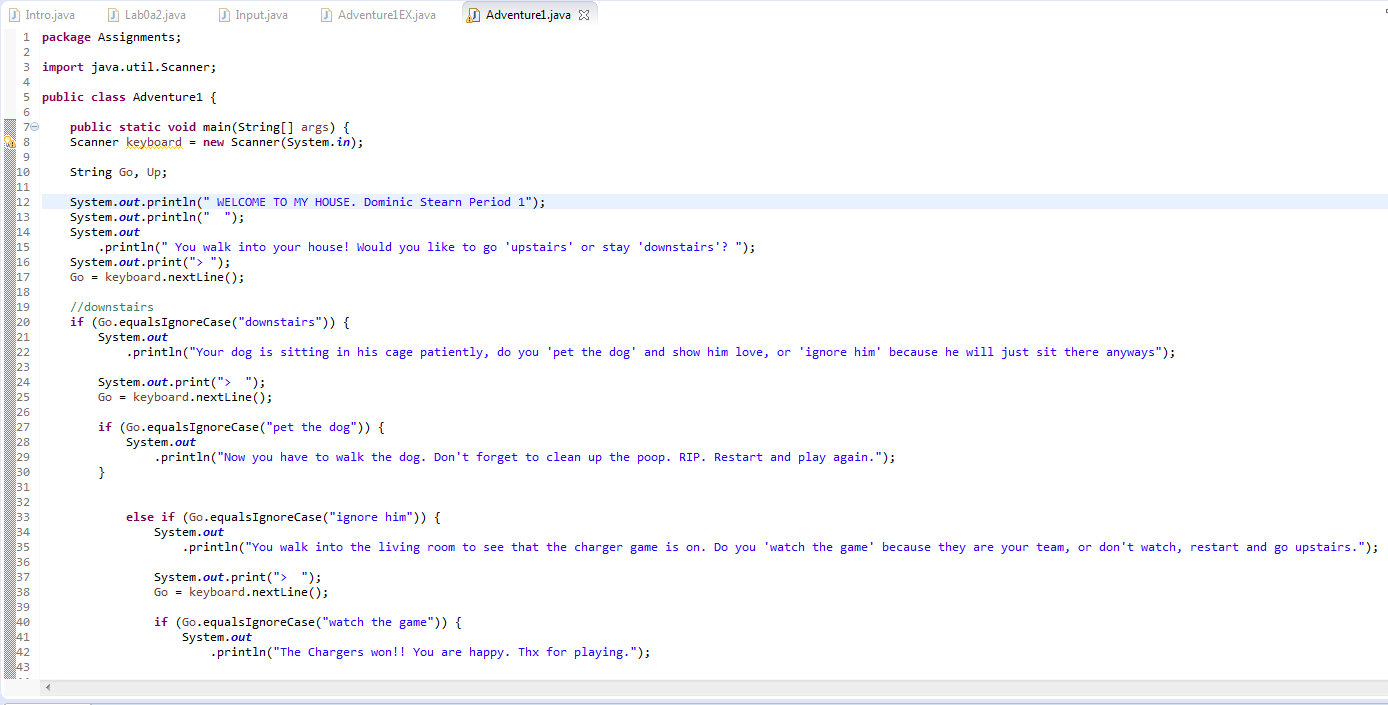 Intro.java Lab0a2.java Input.java Adventure1EX.java Adventure1.java
1 package Assignments;
2
3 import java.util.Scanner;
4
5 public class Adventure1 {
6
7 public static void main(String[] args) {
8 Scanner keyboard = new Scanner(System.in);
9
10 String Go, Up;
11
12 System.out.println(" WELCOME TO MY HOUSE. Dominic Stearn Period 1");
13 System.out.println("  ");
14 System.out
15 .println(" You walk into your house! Would you like to go 'upstairs' or stay 'downstairs'? ");
16 System.out.print("> ");
17 Go = keyboard.nextLine();
18
19 //downstairs
20 if (Go.equalsIgnoreCase("downstairs")) {
21 System.out
22 .println("Your dog is sitting in his cage patiently, do you 'pet the dog' and show him love, or 'ignore him' because he will just sit there anyways");
23
24 System.out.print(">  ");
25 Go = keyboard.nextLine();
26
27 if (Go.equalsIgnoreCase("pet the dog")) {
28 System.out
29 .println("Now you have to walk the dog. Don't forget to clean up the poop. RIP. Restart and play again.");
30 }
31
32
33 else if (Go.equalsIgnoreCase("ignore him")) {
34 System.out
35 .println("You walk into the living room to see that the charger game is on. Do you 'watch the game' because they are your team, or don't watch, restart and go upstairs.");
36
37 System.out.print(">  ");
38 Go = keyboard.nextLine();
39
40 if (Go.equalsIgnoreCase("watch the game")) {
41 System.out
42 .println("The Chargers won!! You are happy. Thx for playing.");
43